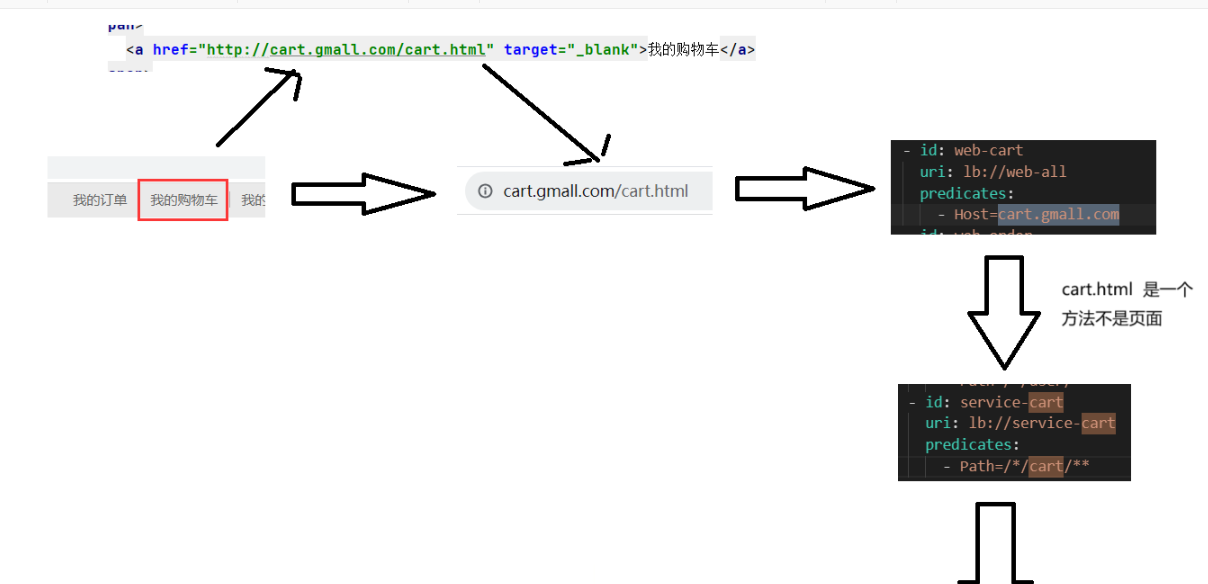 <a href="http://cart.gmall.com/cart.html" target="_blank">我的购物车</a>
我的订单 我的购物车 我的
cart.gmall.com/cart.html
- id: web-cart
uri: lb://web-all
predicates:
- Host=cart.gmall.com
cart.html 是一个
方法不是页面
- id: service-cart
uri: lb://service-cart
predicates:
- Path=/*/cart/**